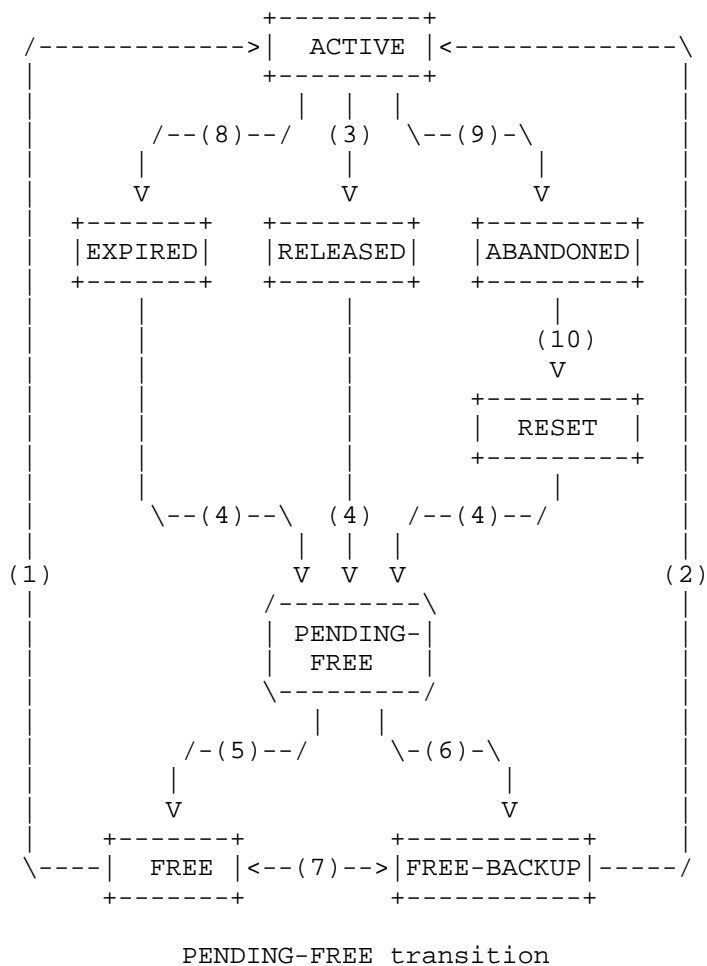 ACTIVE
(8) (3) (9)
EXPIRED RELEASED ABANDONED
(10)
RESET
(4) (4) (4)
(1) (2)
PENDING-
FREE
(5) (6)
FREE (7) FREE-BACKUP
PENDING-FREE transition